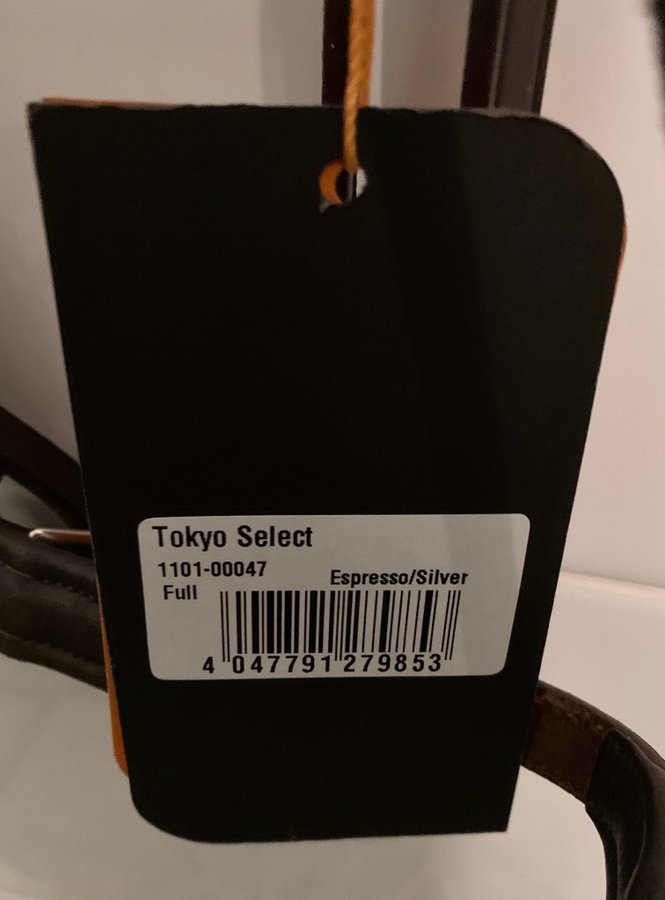 Tokyo Select
1101-00047
Espresso/Silver
Full
4 047791 279853